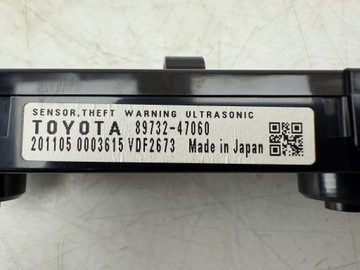 SENSOR,THEFT WARNING ULTRASONIC
TOYOTA 89732-47060
201105 0003615 VDF2673 Made in Japan